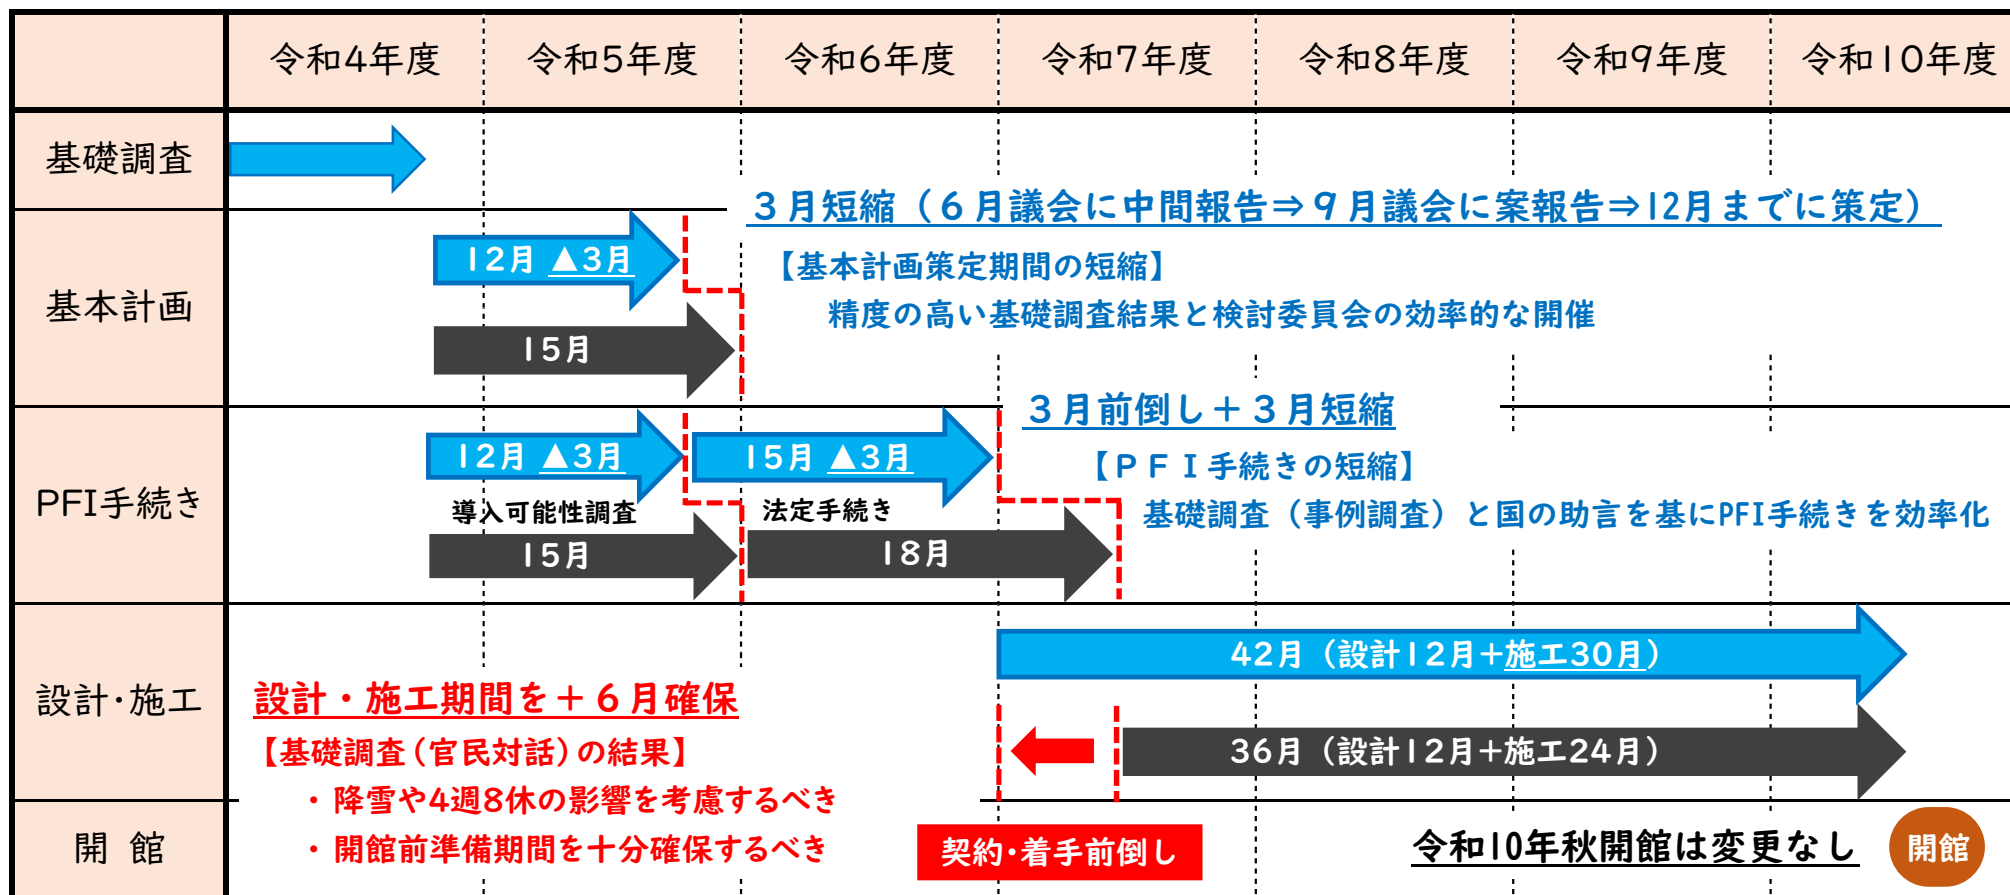 令和4年度 令和5年度 令和6年度 令和7年度 令和8年度 令和9年度 令和10年度
基礎調査
3月短縮（6月議会に中間報告⇒9月議会に案報告⇒12月までに策定）
基本計画
12月 ▲3月
【基本計画策定期間の短縮】
精度の高い基礎調査結果と検討委員会の効率的な開催
15月
PFI手続き
3月前倒し＋3月短縮
12月 ▲3月
15月 ▲3月
【PFI手続きの短縮】
導入可能性調査
法定手続き
基礎調査（事例調査）と国の助言を基にPFI手続きを効率化
15月
18月
設計・施工
42月（設計12月+施工30月）
設計・施工期間を＋6月確保
【基礎調査(官民対話)の結果】
36月（設計12月+施工24月）
・降雪や4週8休の影響を考慮するべき
・開館前準備期間を十分確保するべき
開 館
契約・着手前倒し
令和10年秋開館は変更なし
開館